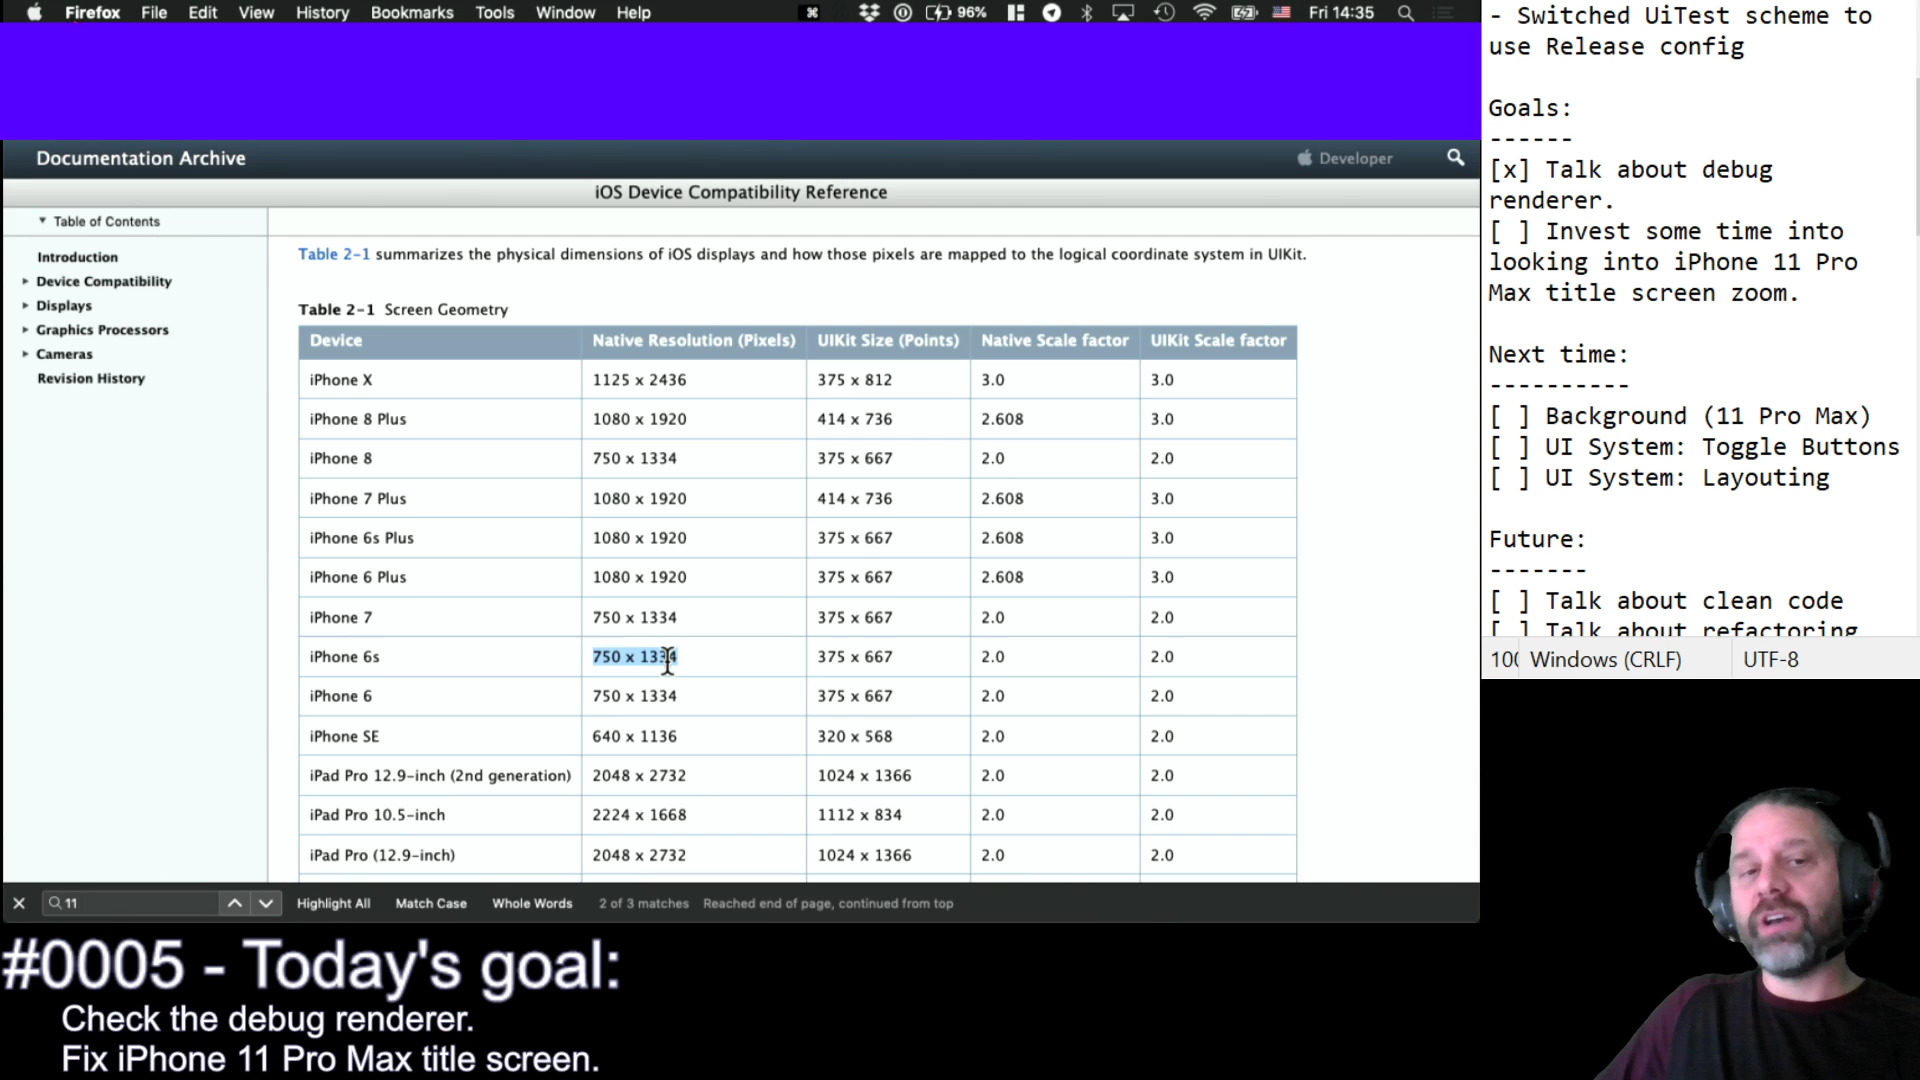 Firefox File Edit View History Bookmarks Tools Window Help 96% Fri 14:35
Documentation Archive
Developer
iOS Device Compatibility Reference
Table of Contents
Introduction
Device Compatibility
Displays
Graphics Processors
Cameras
Revision History
Table 2-1 summarizes the physical dimensions of iOS displays and how those pixels are mapped to the logical coordinate system in UIKit.
Table 2-1 Screen Geometry
Device Native Resolution (Pixels) UIKit Size (Points) Native Scale factor UIKit Scale factor
iPhone X 1125 x 2436 375 x 812 3.0 3.0
iPhone 8 Plus 1080 x 1920 414 x 736 2.608 3.0
iPhone 8 750 x 1334 375 x 667 2.0 2.0
iPhone 7 Plus 1080 x 1920 414 x 736 2.608 3.0
iPhone 6s Plus 1080 x 1920 375 x 667 2.608 3.0
iPhone 6 Plus 1080 x 1920 375 x 667 2.608 3.0
iPhone 7 750 x 1334 375 x 667 2.0 2.0
iPhone 6s 750 x 1334 375 x 667 2.0 2.0
iPhone 6 750 x 1334 375 x 667 2.0 2.0
iPhone SE 640 x 1136 320 x 568 2.0 2.0
iPad Pro 12.9-inch (2nd generation) 2048 x 2732 1024 x 1366 2.0 2.0
iPad Pro 10.5-inch 2224 x 1668 1112 x 834 2.0 2.0
iPad Pro (12.9-inch) 2048 x 2732 1024 x 1366 2.0 2.0
11 Highlight All Match Case Whole Words 2 of 3 matches Reached end of page, continued from top
- Switched UiTest scheme to
use Release config
Goals:
------
[x] Talk about debug
renderer.
[ ] Invest some time into
looking into iPhone 11 Pro
Max title screen zoom.
Next time:
----------
[ ] Background (11 Pro Max)
[ ] UI System: Toggle Buttons
[ ] UI System: Layouting
Future:
-------
[ ] Talk about clean code
[ ] Talk about refactoring
Windows (CRLF) UTF-8
#0005 - Today's goal:
Check the debug renderer.
Fix iPhone 11 Pro Max title screen.